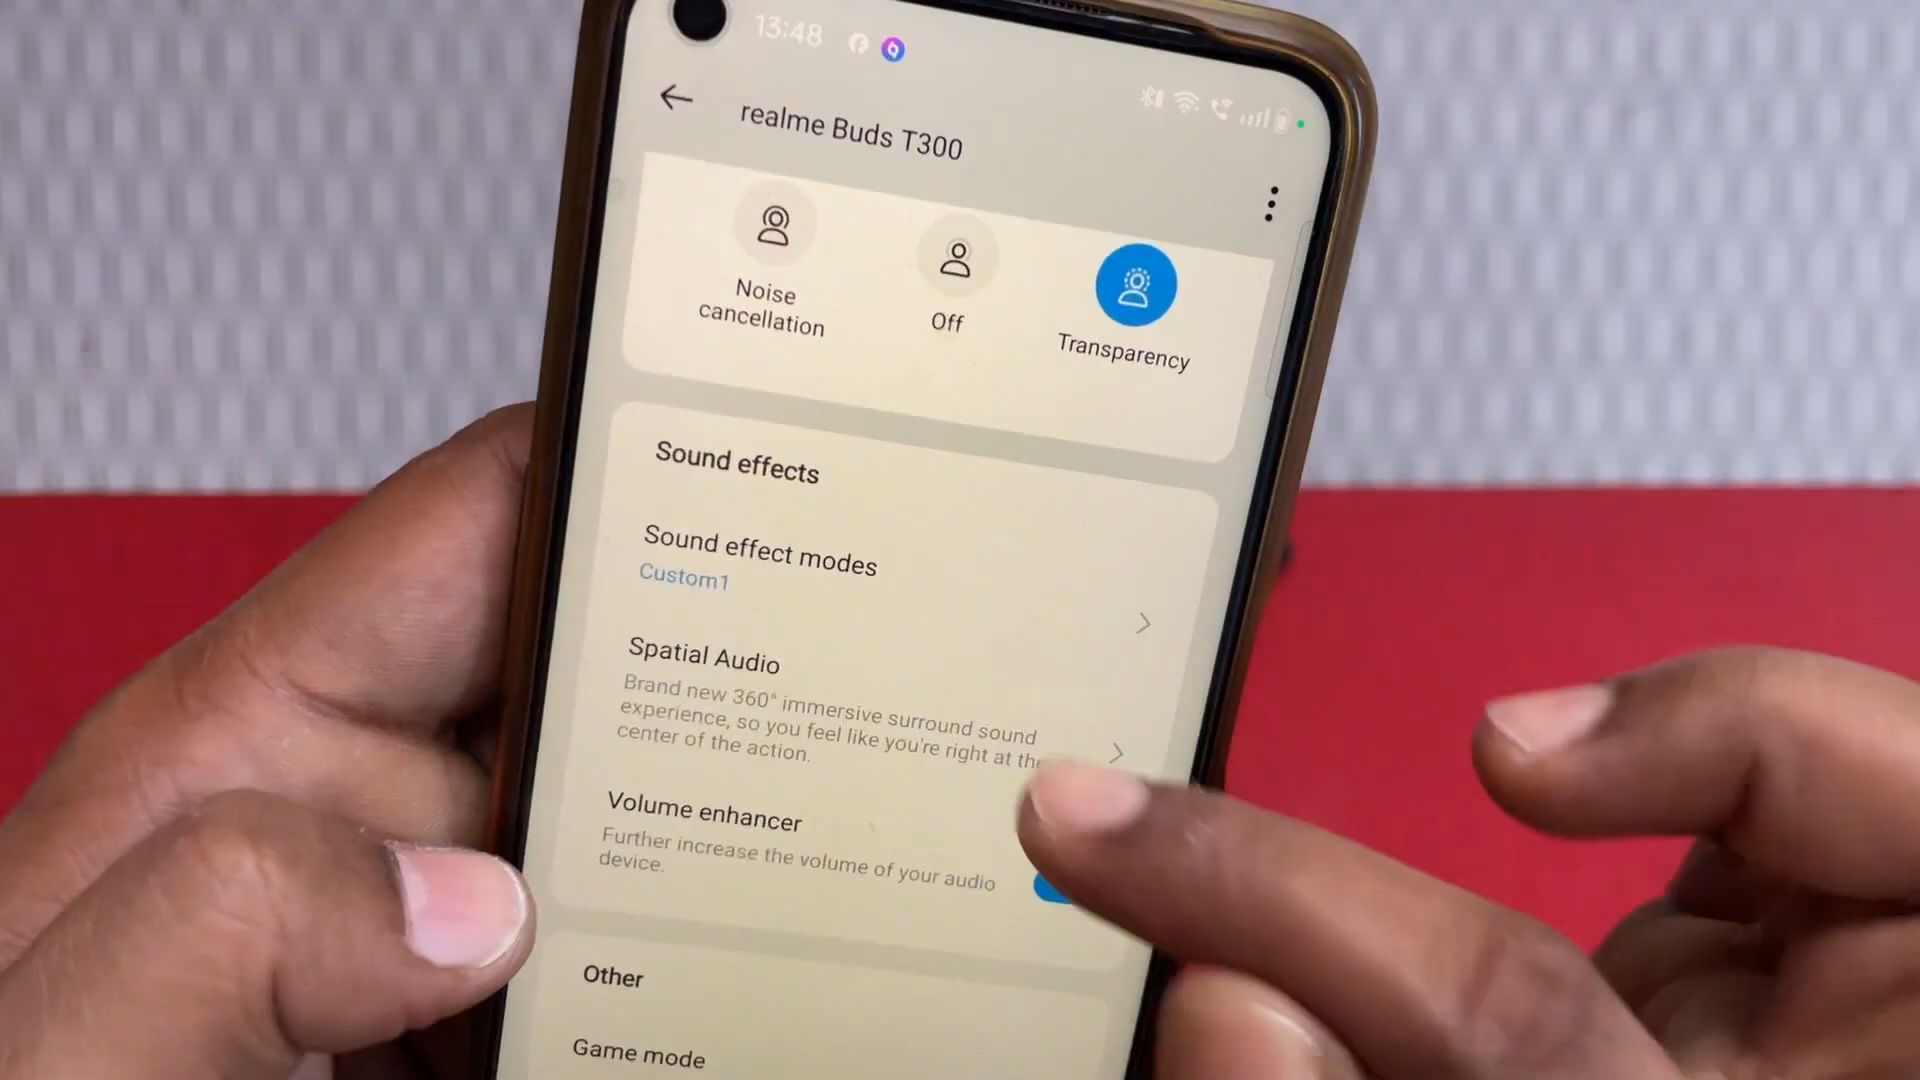 13:48
realme Buds T300
Noise
cancellation
Off
Transparency
Sound effects
Sound effect modes
Custom1
Spatial Audio
Brand new 360° immersive surround sound
experience, so you feel like you're right at the
center of the action.
Volume enhancer
Further increase the volume of your audio
device.
Other
Game mode